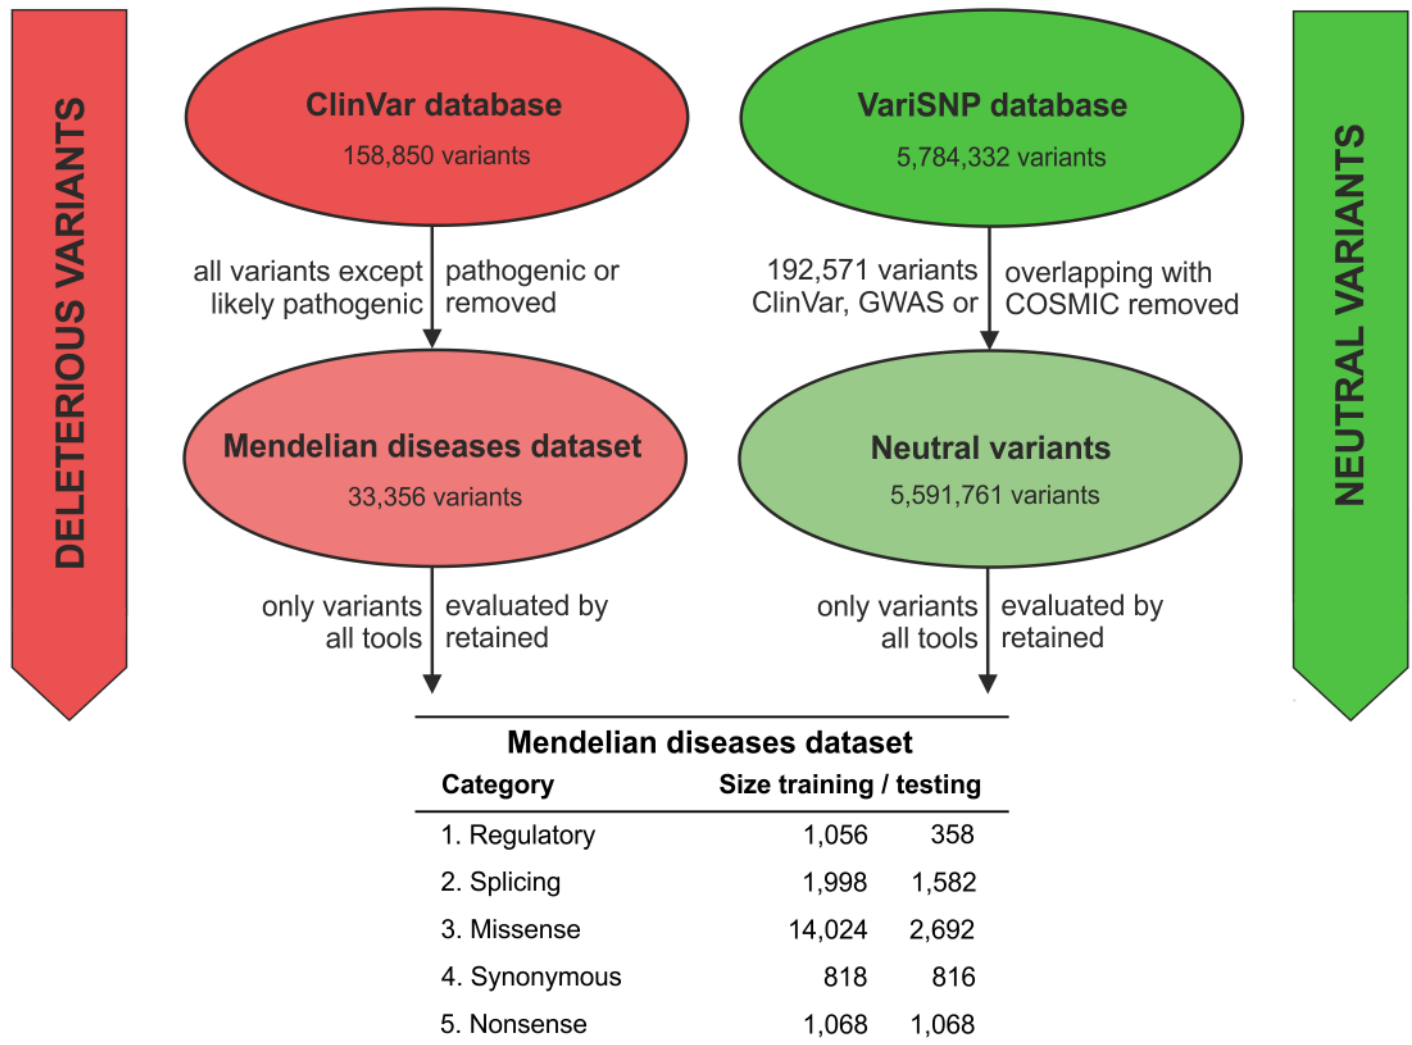 DELETERIOUS VARIANTS
ClinVar database
158,850 variants
all variants except pathogenic or
likely pathogenic removed
Mendelian diseases dataset
33,356 variants
only variants evaluated by
all tools retained
VariSNP database
5,784,332 variants
192,571 variants overlapping with
ClinVar, GWAS or COSMIC removed
Neutral variants
5,591,761 variants
only variants evaluated by
all tools retained
NEUTRAL VARIANTS
Mendelian diseases dataset
Category Size training / testing
1. Regulatory 1,056 358
2. Splicing 1,998 1,582
3. Missense 14,024 2,692
4. Synonymous 818 816
5. Nonsense 1,068 1,068